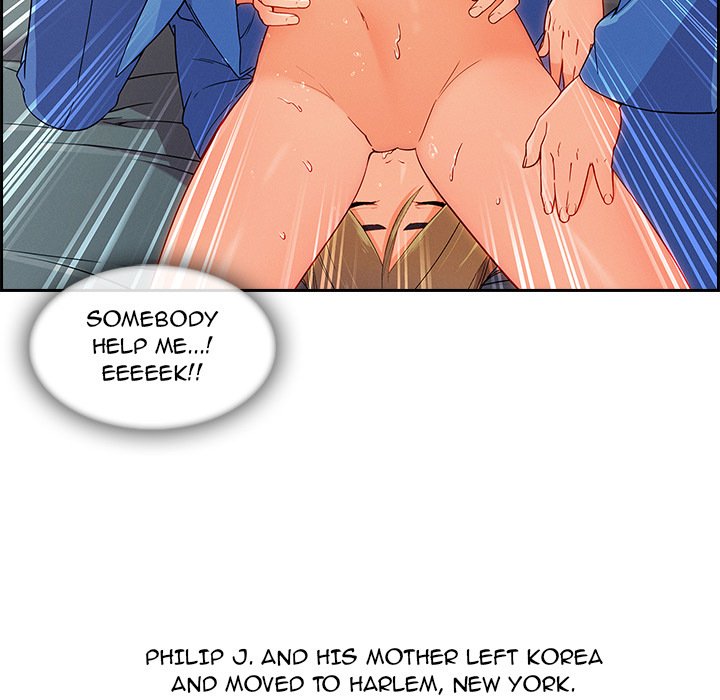 SOMEBODY
HELP ME...!
EEEEEK!!
PHILIP J. AND HIS MOTHER LEFT KOREA
AND MOVED TO HARLEM, NEW YORK.